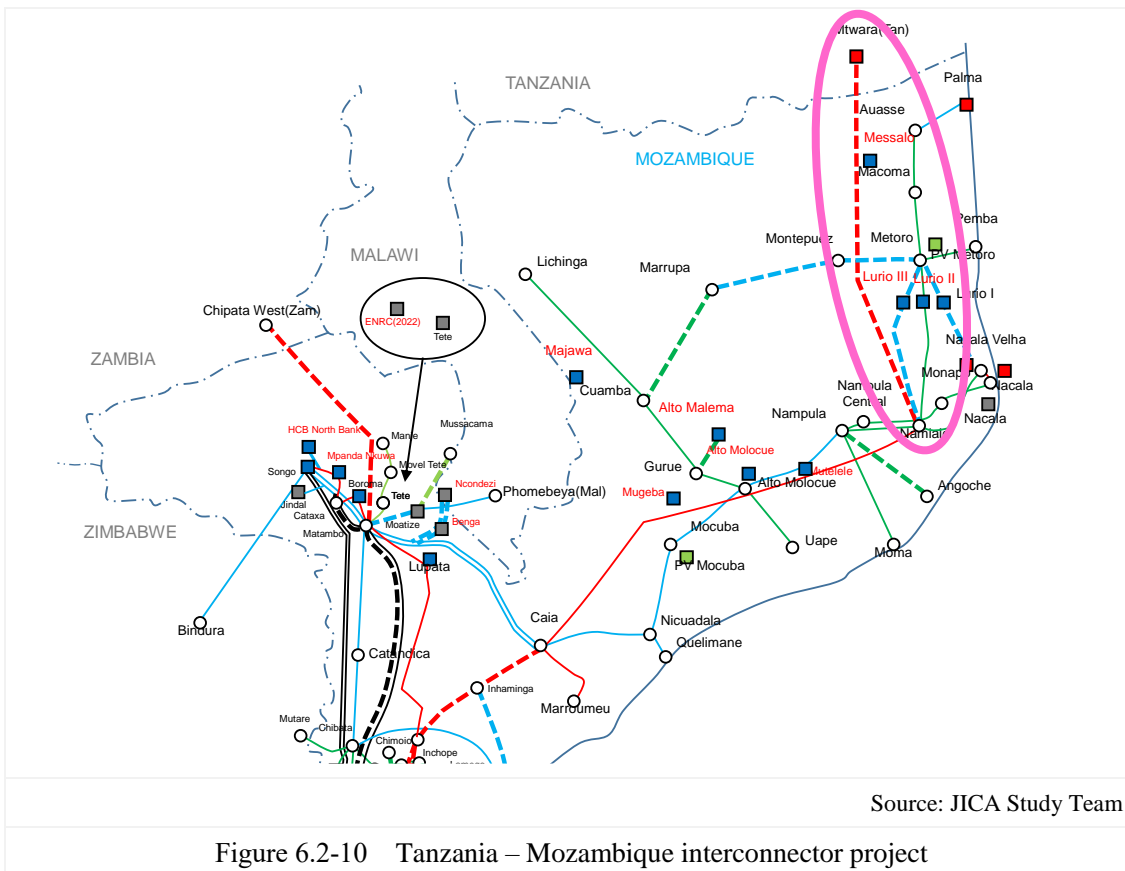 Mtwara(Tan)
TANZANIA
Palma
Auasse
Messalo
MOZAMBIQUE
Macoma
Pemba
Montepuez
Metoro
PV Metoro
MALAWI
Lichinga
Marrupa
Lurio III
Lurio II
Lurio I
Chipata West(Zam)
ENRC(2022)
Tete
Nacala Velha
ZAMBIA
Majawa
Cuamba
Monapo
Nacala
Nampula
Central
Nacala
Alto Malema
Nampula
Namialo
HCB North Bank
Manje
Mussacama
Mpanda Nkuwa
Movel Tete
Alto Molocue
Songo
Boroma
Gurue
Mutelele
Jindal
Tete
Ncondezi
Phomebeya(Mal)
Mugeba
Alto Molocue
Angoche
Cataxa
Moatize
Benga
ZIMBABWE
Matambo
Mocuba
Uape
Moma
Lupata
PV Mocuba
Bindura
Caia
Nicuadala
Quelimane
Catandica
Inhaminga
Marroumeu
Mutare
Chibata
Chimoio
Inchope
Source: JICA Study Team
Figure 6.2-10 Tanzania – Mozambique interconnector project